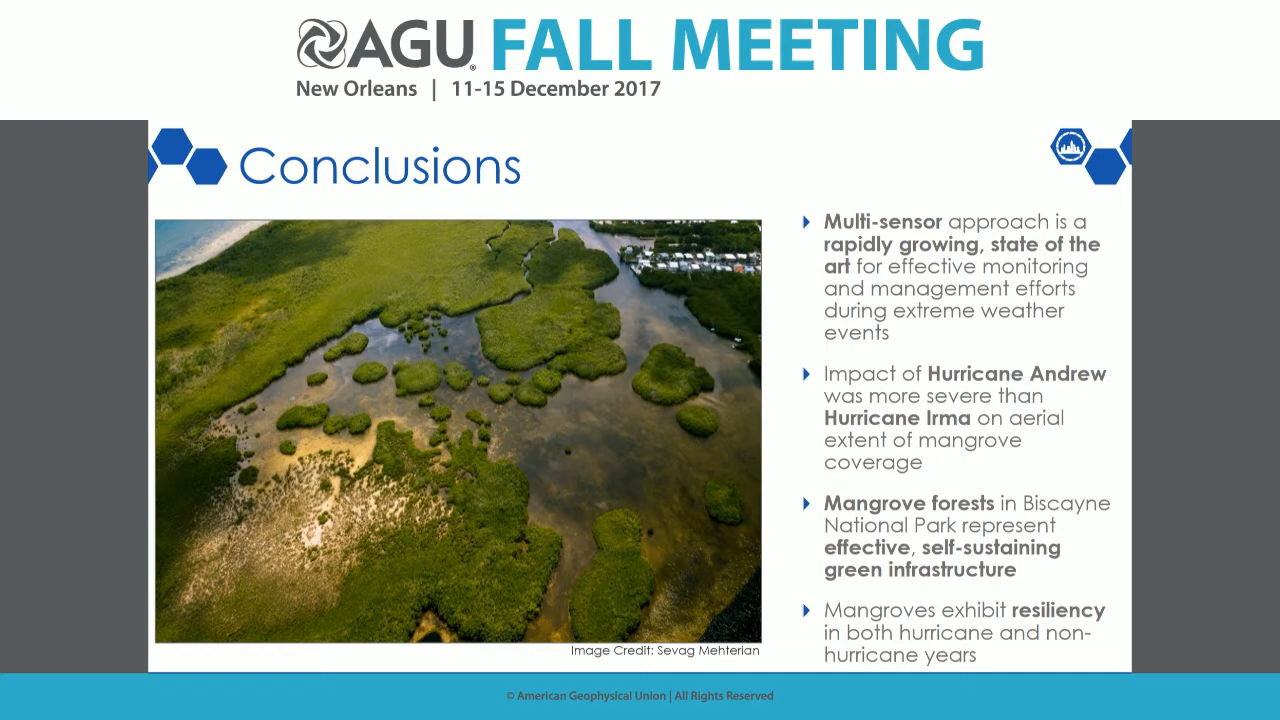 AGU FALL MEETING
New Orleans | 11-15 December 2017
Conclusions
Multi-sensor approach is a
rapidly growing, state of the
art for effective monitoring
and management efforts
during extreme weather
events
Impact of Hurricane Andrew
was more severe than
Hurricane Irma on aerial
extent of mangrove
coverage
Mangrove forests in Biscayne
National Park represent
effective, self-sustaining
green infrastructure
Mangroves exhibit resiliency
in both hurricane and non-
hurricane years
Image Credit: Sevag Mehterian
© American Geophysical Union | All Rights Reserved